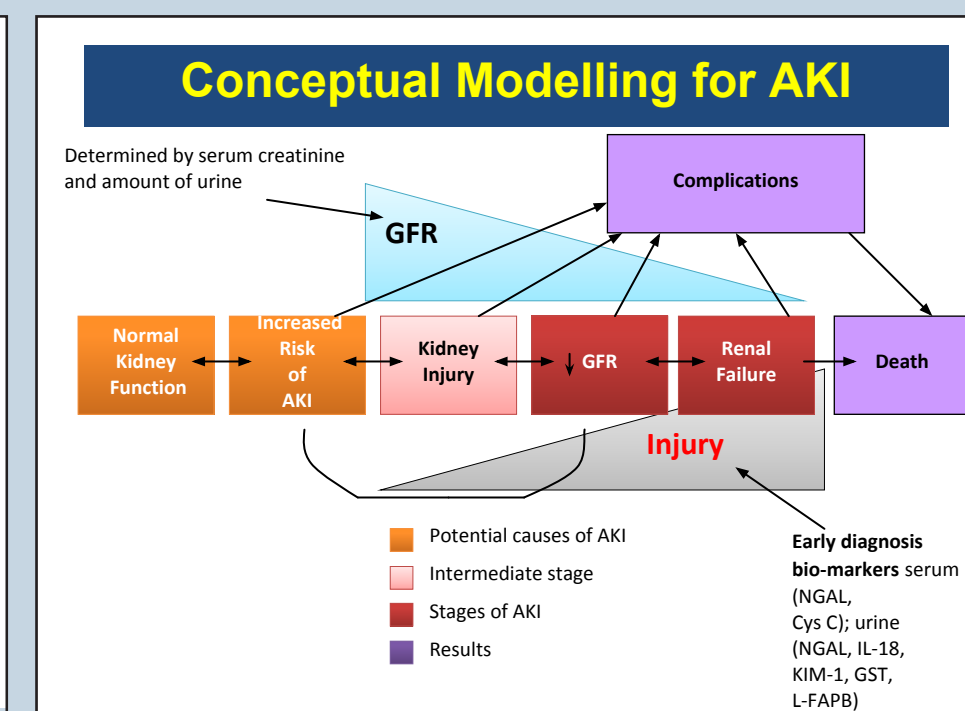 Conceptual Modelling for AKI
Determined by serum creatinine
and amount of urine
Complications
GFR
Normal
Kidney
Function
Increased
Risk
of
AKI
Kidney
Injury
↓ GFR
Renal
Failure
Death
Injury
Potential causes of AKI
Intermediate stage
Stages of AKI
Results
Early diagnosis
bio-markers serum
(NGAL,
Cys C); urine
(NGAL, IL-18,
KIM-1, GST,
L-FAPB)